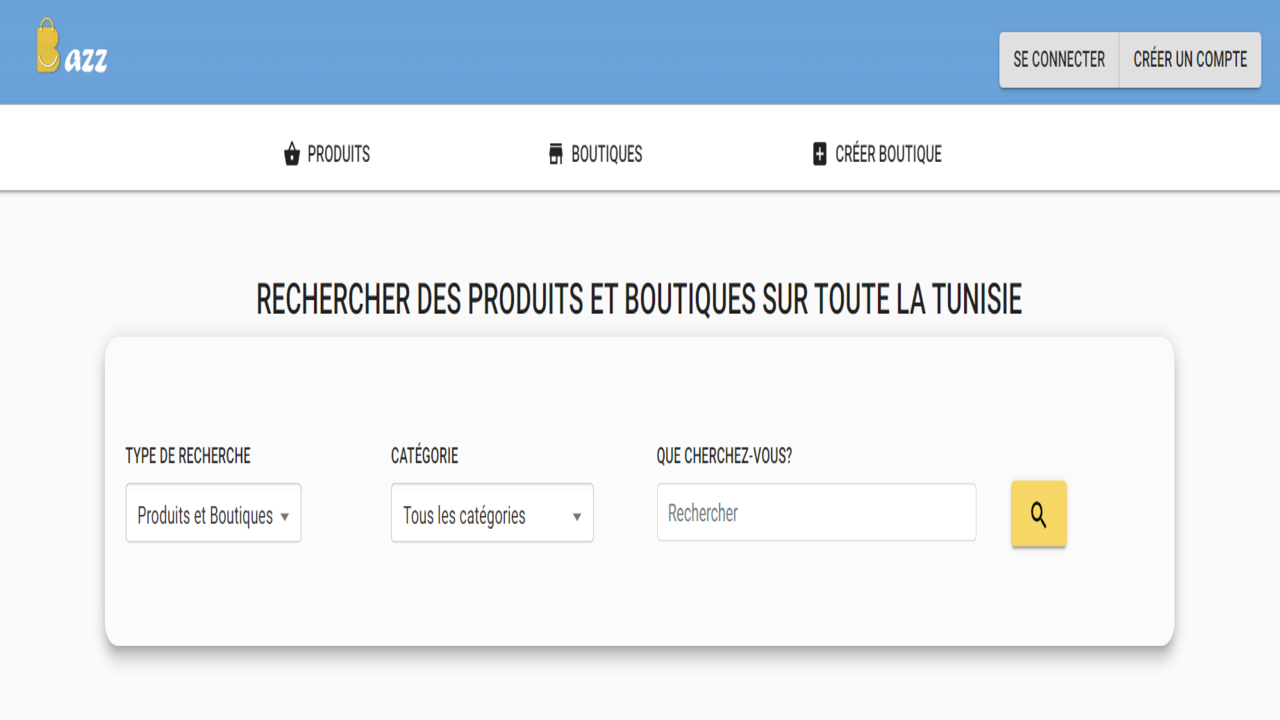 Bazz
SE CONNECTER CRÉER UN COMPTE
PRODUITS BOUTIQUES CRÉER BOUTIQUE
RECHERCHER DES PRODUITS ET BOUTIQUES SUR TOUTE LA TUNISIE
TYPE DE RECHERCHE CATÉGORIE QUE CHERCHEZ-VOUS?
Produits et Boutiques Tous les catégories Rechercher